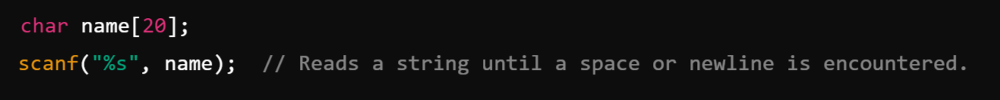 char name[20];
scanf("%s", name);  // Reads a string until a space or newline is encountered.